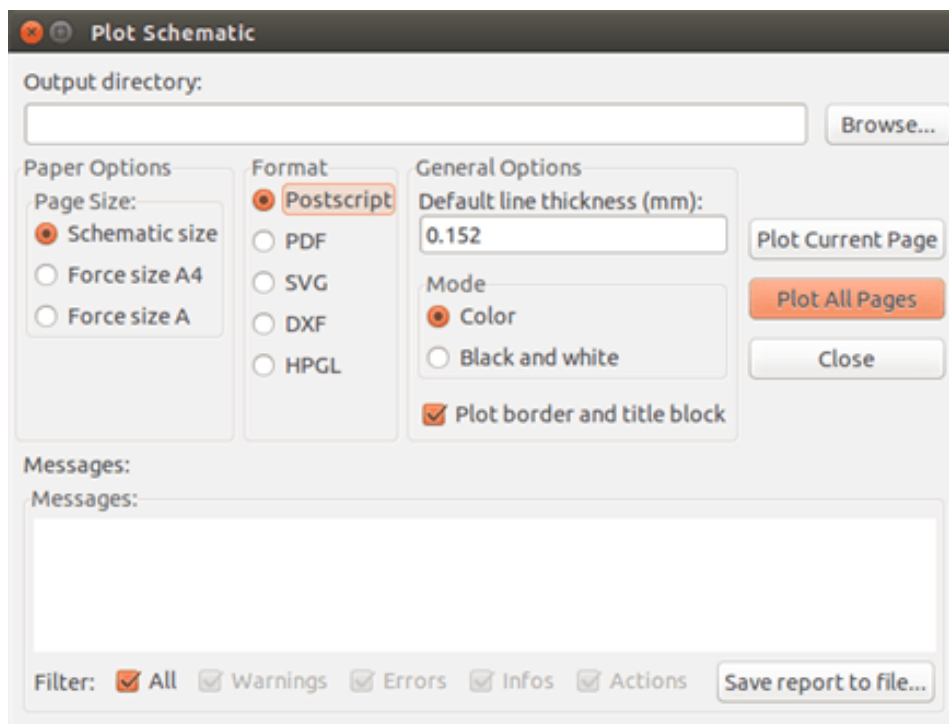 Plot Schematic
Output directory:
Browse...
Paper Options
Page Size:
Schematic size
Force size A4
Force size A
Format
Postscript
PDF
SVG
DXF
HPGL
General Options
Default line thickness (mm):
0.152
Mode
Color
Black and white
Plot border and title block
Plot Current Page
Plot All Pages
Close
Messages:
Messages:
Filter: All Warnings Errors Infos Actions Save report to file...